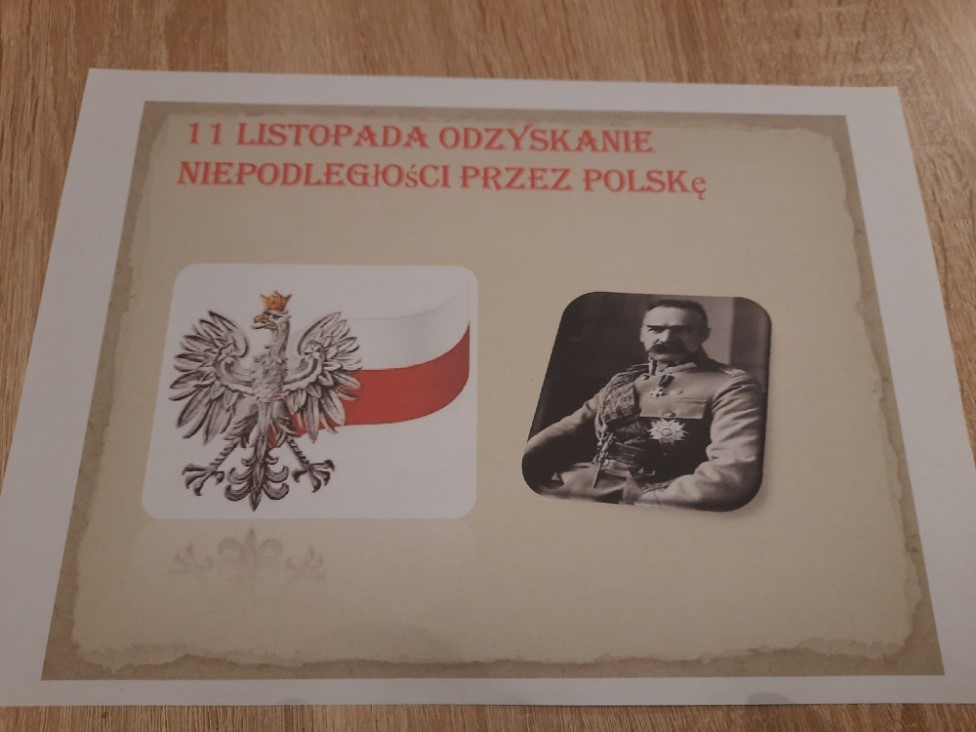 11 LISTOPADA ODZYSKANIE
NIEPODLEGŁOŚCI PRZEZ POLSKĘ